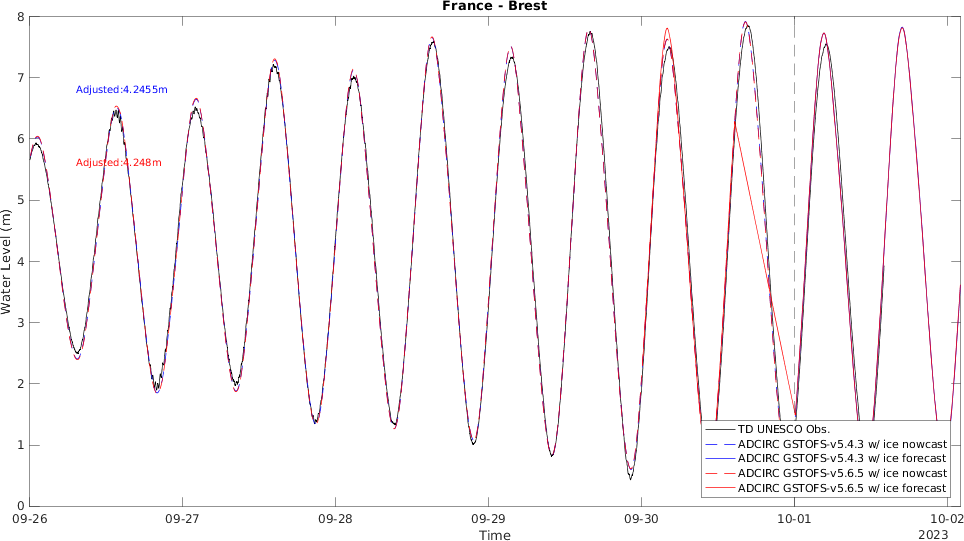 France - Brest
8
7
6
5
4
3
2
1
0
Water Level (m)
Adjusted:4.2455m
Adjusted:4.248m
TD UNESCO Obs.
ADCIRC GSTOFS-v5.4.3 w/ ice nowcast
ADCIRC GSTOFS-v5.4.3 w/ ice forecast
ADCIRC GSTOFS-v5.6.5 w/ ice nowcast
ADCIRC GSTOFS-v5.6.5 w/ ice forecast
09-26 09-27 09-28 09-29 09-30 10-01 10-02
Time
2023